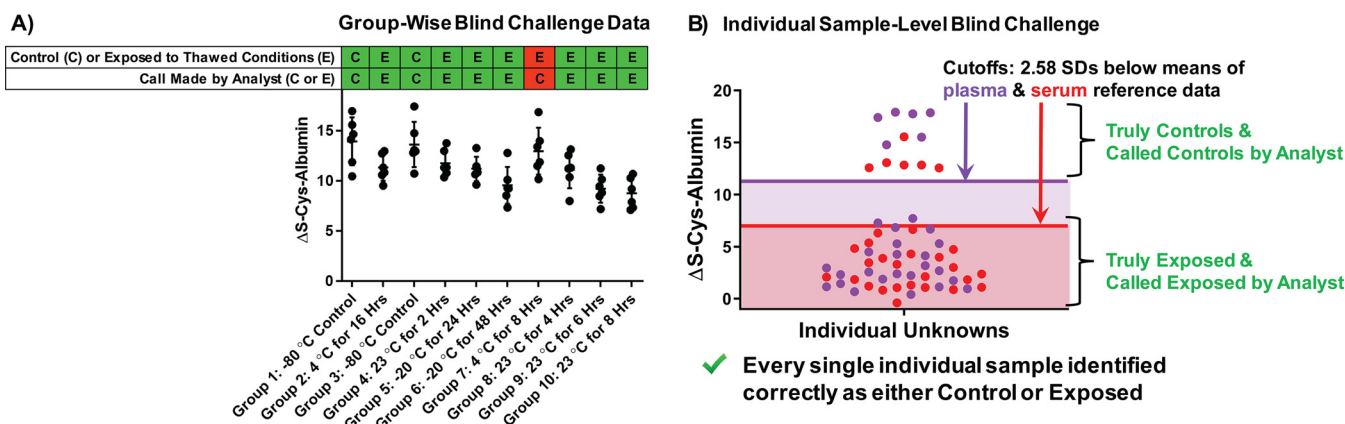 A)
Group-Wise Blind Challenge Data
Control (C) or Exposed to Thawed Conditions (E) C E C E E E E E E E
Call Made by Analyst (C or E) C E C E E E C E E E
ΔS-Cys-Albumin
15
10
5
0
Group 1: -80 °C Control
Group 2: 4 °C for 16 Hrs
Group 3: -80 °C Control
Group 4: 23 °C for 2 Hrs
Group 5: -20 °C for 24 Hrs
Group 6: -20 °C for 48 Hrs
Group 7: 4 °C for 8 Hrs
Group 8: 23 °C for 4 Hrs
Group 9: 23 °C for 6 Hrs
Group 10: 23 °C for 8 Hrs
B) Individual Sample-Level Blind Challenge
Cutoffs: 2.58 SDs below means of
plasma & serum reference data
ΔS-Cys-Albumin
20
15
10
5
0
Truly Controls &
Called Controls by Analyst
Truly Exposed &
Called Exposed by Analyst
Individual Unknowns
Every single individual sample identified
correctly as either Control or Exposed